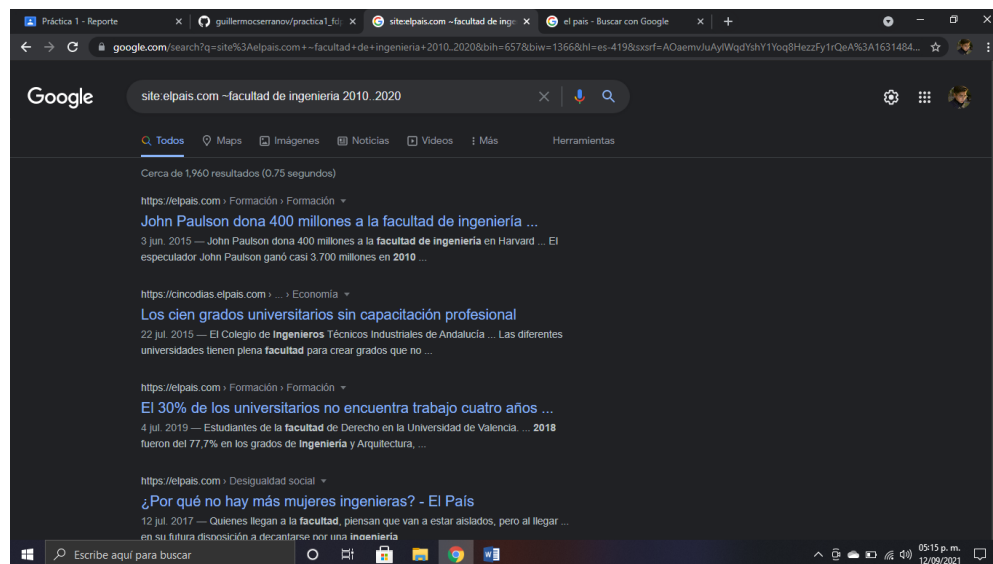 Práctica 1 - Reporte
guillermocserranov/practica1_fd
site:elpais.com ~facultad de inge
el pais - Buscar con Google
google.com/search?q=site%3Aelpais.com+~facultad+de+ingenieria+2010..2020&bih=657&biw=1366&hl=es-419&sxsrf=AOaemvJuAylWqdYshY1Yoq8HezzFy1rQeA%3A1631484...
Google
site:elpais.com ~facultad de ingenieria 2010..2020
Todos
Maps
Imágenes
Noticias
Videos
Más
Herramientas
Cerca de 1,960 resultados (0.75 segundos)
https://elpais.com › Formación › Formación
John Paulson dona 400 millones a la facultad de ingeniería ...
3 jun. 2015 — John Paulson dona 400 millones a la facultad de ingeniería en Harvard ... El
especulador John Paulson ganó casi 3.700 millones en 2010 ...
https://cincodias.elpais.com › ... › Economía
Los cien grados universitarios sin capacitación profesional
22 jul. 2015 — El Colegio de Ingenieros Técnicos Industriales de Andalucía ... Las diferentes
universidades tienen plena facultad para crear grados que no ...
https://elpais.com › Formación › Formación
El 30% de los universitarios no encuentra trabajo cuatro años ...
4 jul. 2019 — Estudiantes de la facultad de Derecho en la Universidad de Valencia. ... 2018
fueron del 77,7% en los grados de Ingeniería y Arquitectura, ...
https://elpais.com › Desigualdad social
¿Por qué no hay más mujeres ingenieras? - El País
12 jul. 2017 — Quienes llegan a la facultad, piensan que van a estar aislados, pero al llegar ...
en su futura disposición a decantarse por una ingeniería
Escribe aquí para buscar
05:15 p. m.
12/09/2021